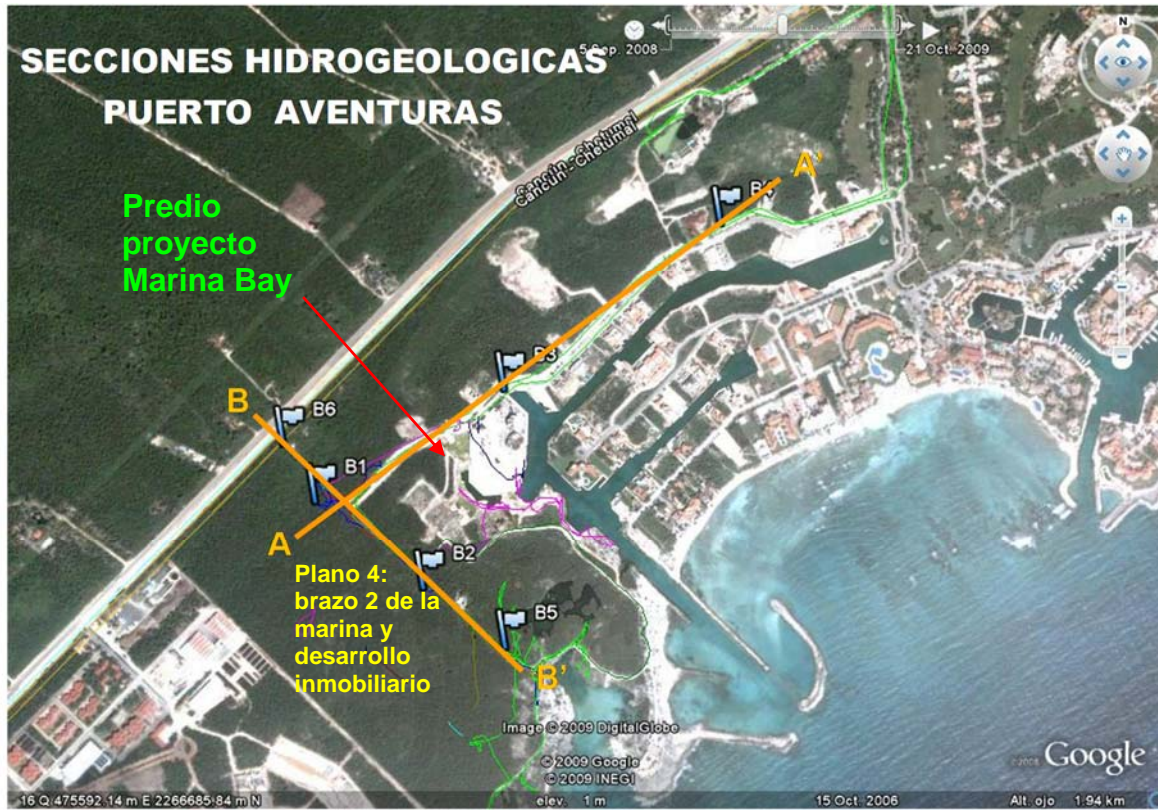 SECCIONES HIDROGEOLOGICAS
PUERTO AVENTURAS
5 Sep. 2008
21 Oct. 2009
N
Cancún - Chetumal
Cancún - Chetumal
A'
Predio
proyecto
Marina Bay
B3
B
B6
B1
A
B2
Plano 4:
brazo 2 de la
marina y
desarrollo
inmobiliario
B5
B'
Image © 2009 DigitalGlobe
© 2009 Google
© 2009 INEGI
Google
16 Q 475592.14 m E 2266685.84 m N
elev. 1 m
15 Oct. 2006
Alt. ojo 1.94 km